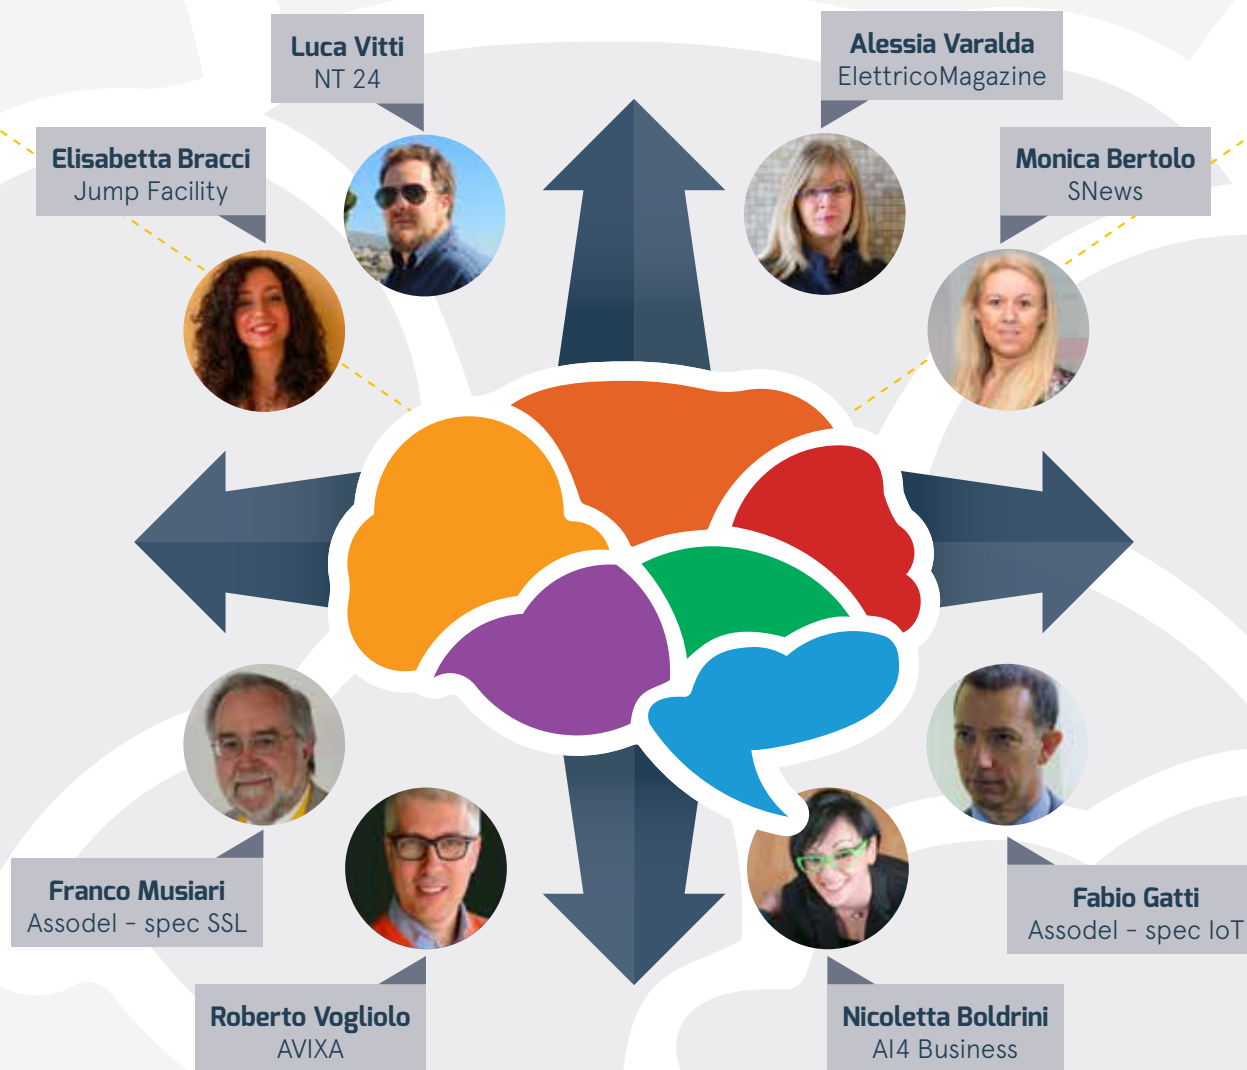 Luca Vitti
NT 24
Alessia Varalda
ElettricoMagazine
Elisabetta Bracci
Jump Facility
Monica Bertolo
SNews
Franco Musiari
Assodel - spec SSL
Fabio Gatti
Assodel - spec IoT
Roberto Vogliolo
AVIXA
Nicoletta Boldrini
AI4 Business